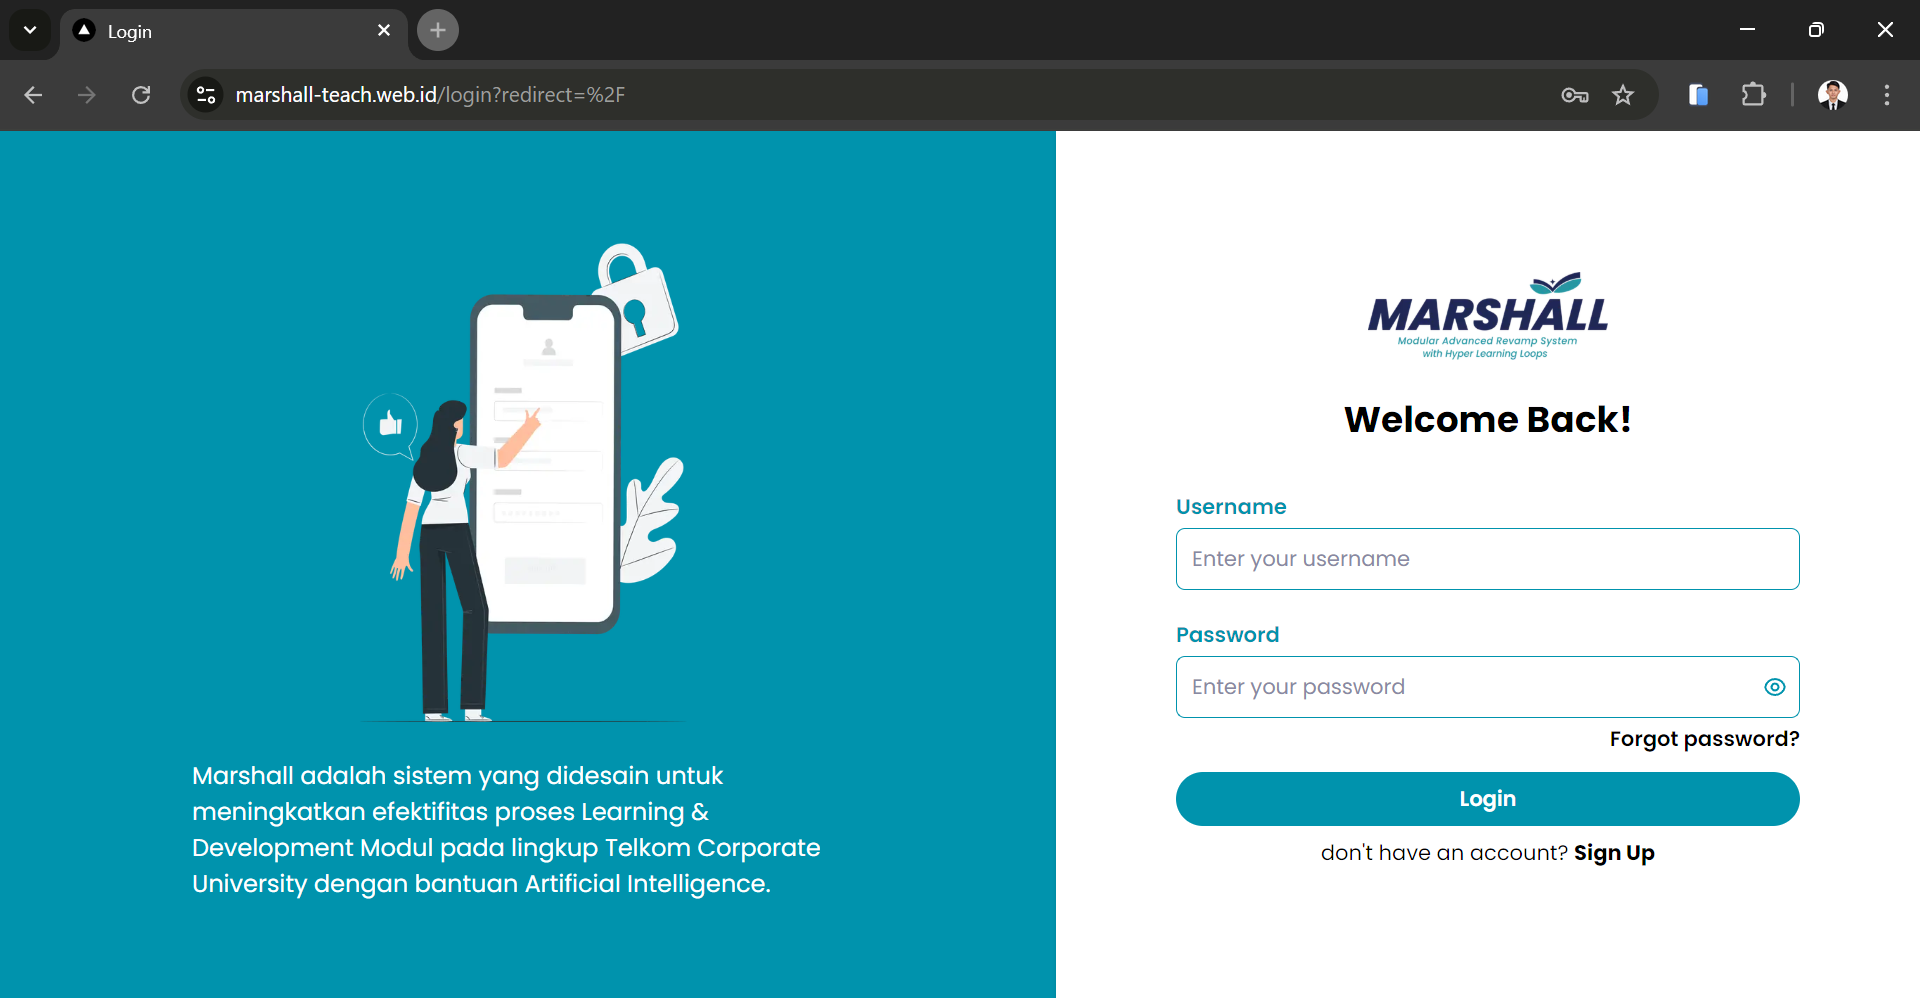 Login
marshall-teach.web.id/login?redirect=%2F
Marshall adalah sistem yang didesain untuk
meningkatkan efektifitas proses Learning &
Development Modul pada lingkup Telkom Corporate
University dengan bantuan Artificial Intelligence.
MARSHALL
Modular Advanced Revamp System
with Hyper Learning Loops
Welcome Back!
Username
Enter your username
Password
Enter your password
Forgot password?
Login
don't have an account? Sign Up